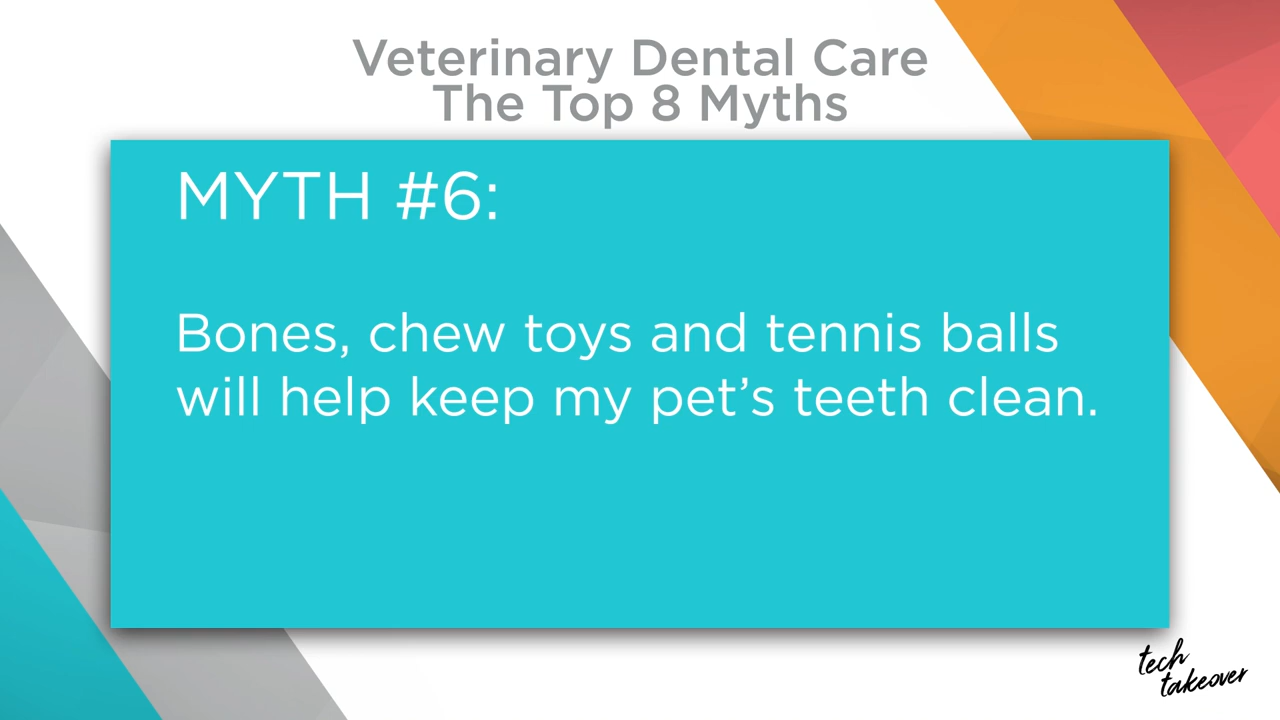 Veterinary Dental Care
The Top 8 Myths
MYTH #6:
Bones, chew toys and tennis balls
will help keep my pet’s teeth clean.
tech
takeover